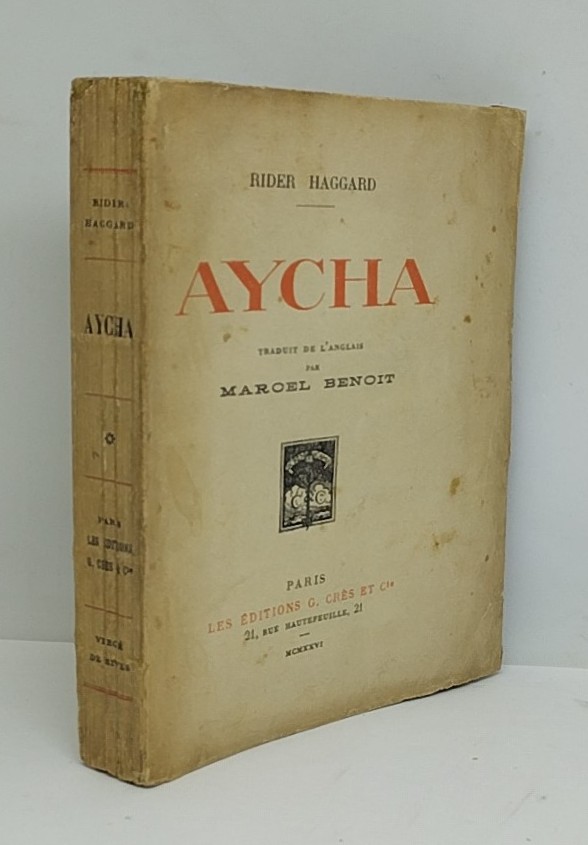 RIDER
HAGGARD
AYCHA
PARIS
LES ÉDITIONS
G. CRÈS & Cie
VERGÉ
DE RIVES
RIDER HAGGARD
AYCHA
TRADUIT DE L'ANGLAIS
PAR
MARCEL BENOIT
C & C
PARIS
LES ÉDITIONS G. CRÈS ET Cie
21, RUE HAUTEFEUILLE, 21
MCMXXVI